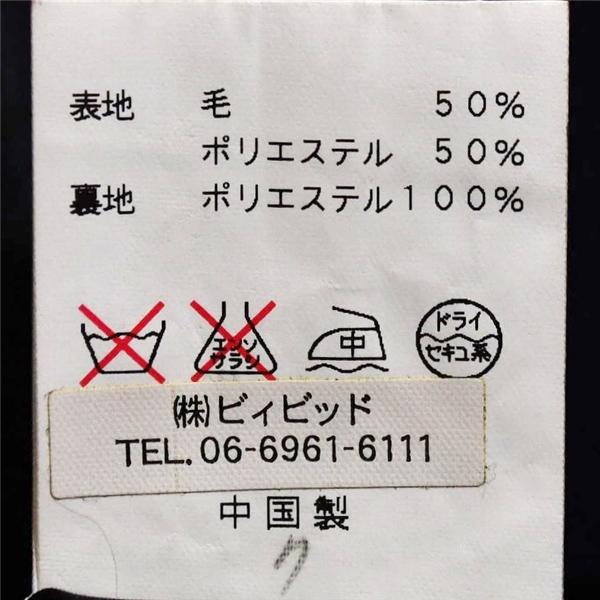 表地 毛 50%
ポリエステル 50%
裏地 ポリエステル100%
エンソ サラシ 中 ドライ セキユ系
㈱ビィビッド
TEL. 06-6961-6111
中国製
ク